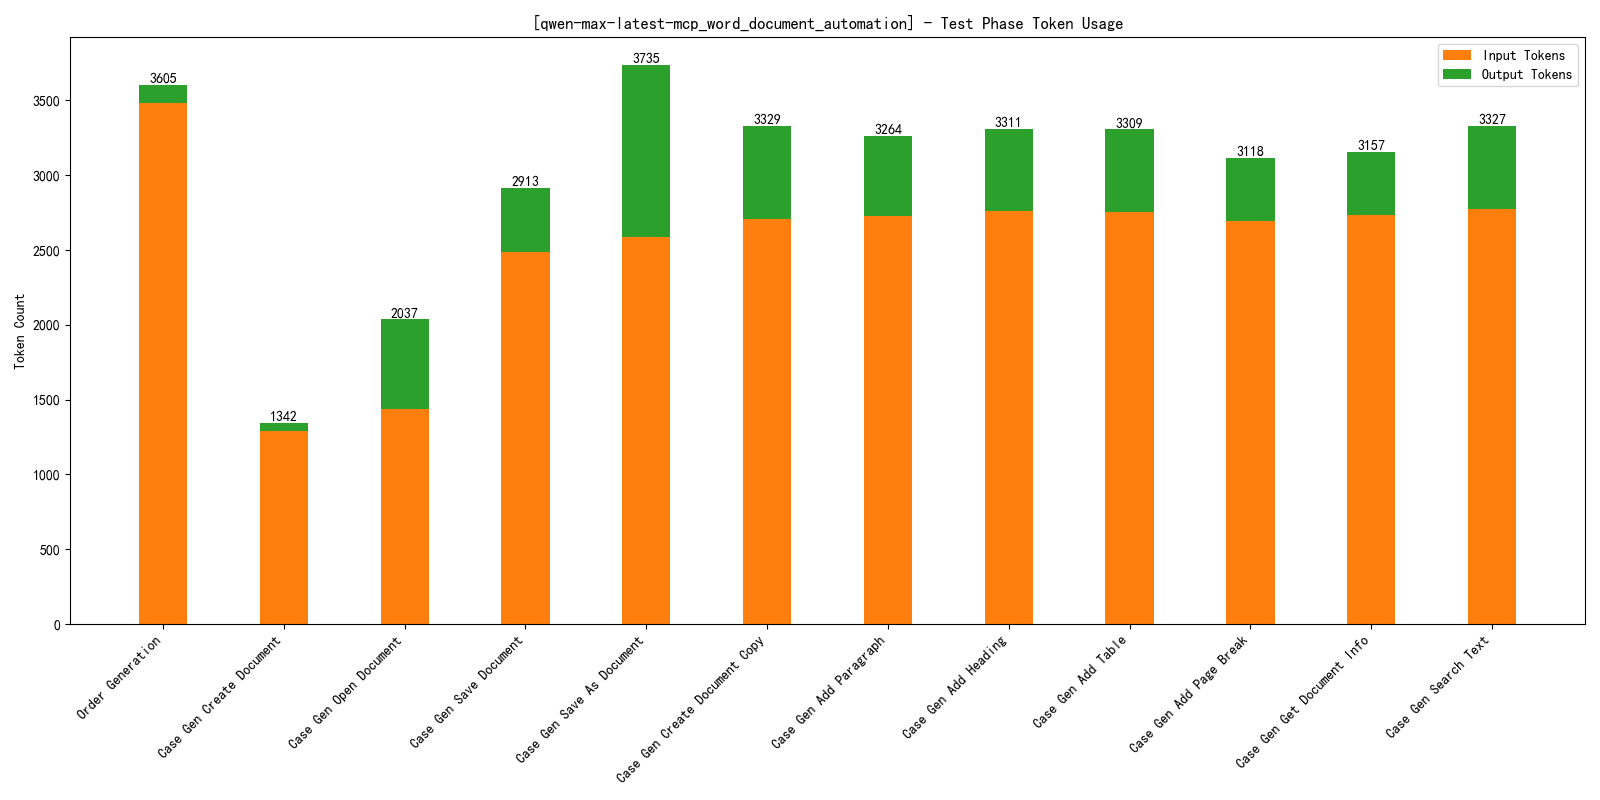 [qwen-max-latest-mcp_word_document_automation] - Test Phase Token Usage
Input Tokens
Output Tokens
Token Count
3500
3000
2500
2000
1500
1000
500
0
3605
1342
2037
2913
3735
3329
3264
3311
3309
3118
3157
3327
Order Generation
Case Gen Create Document
Case Gen Open Document
Case Gen Save Document
Case Gen Save As Document
Case Gen Create Document Copy
Case Gen Add Paragraph
Case Gen Add Heading
Case Gen Add Table
Case Gen Add Page Break
Case Gen Get Document Info
Case Gen Search Text